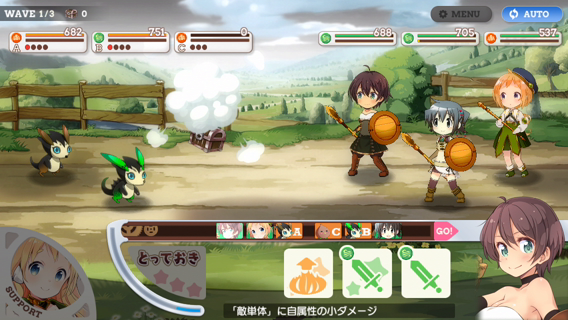 WAVE 1/3 0
MENU
AUTO
682
751
0
688
705
537
A
B
C
A
C
B
GO!
SUPPORT
とっておき
「敵単体」に自属性の小ダメージ